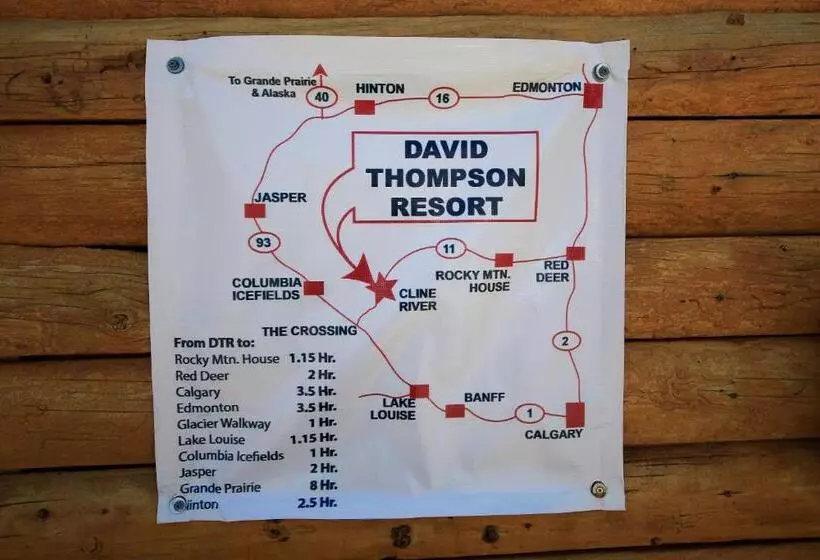 To Grande Prairie
& Alaska
40
HINTON
16
EDMONTON
DAVID
THOMPSON
RESORT
JASPER
93
11
ROCKY MTN.
HOUSE
RED
DEER
COLUMBIA
ICEFIELDS
CLINE
RIVER
THE CROSSING
2
LAKE
LOUISE
BANFF
1
CALGARY
From DTR to:
Rocky Mtn. House 1.15 Hr.
Red Deer 2 Hr.
Calgary 3.5 Hr.
Edmonton 3.5 Hr.
Glacier Walkway 1 Hr.
Lake Louise 1.15 Hr.
Columbia Icefields 1 Hr.
Jasper 2 Hr.
Grande Prairie 8 Hr.
linton 2.5 Hr.